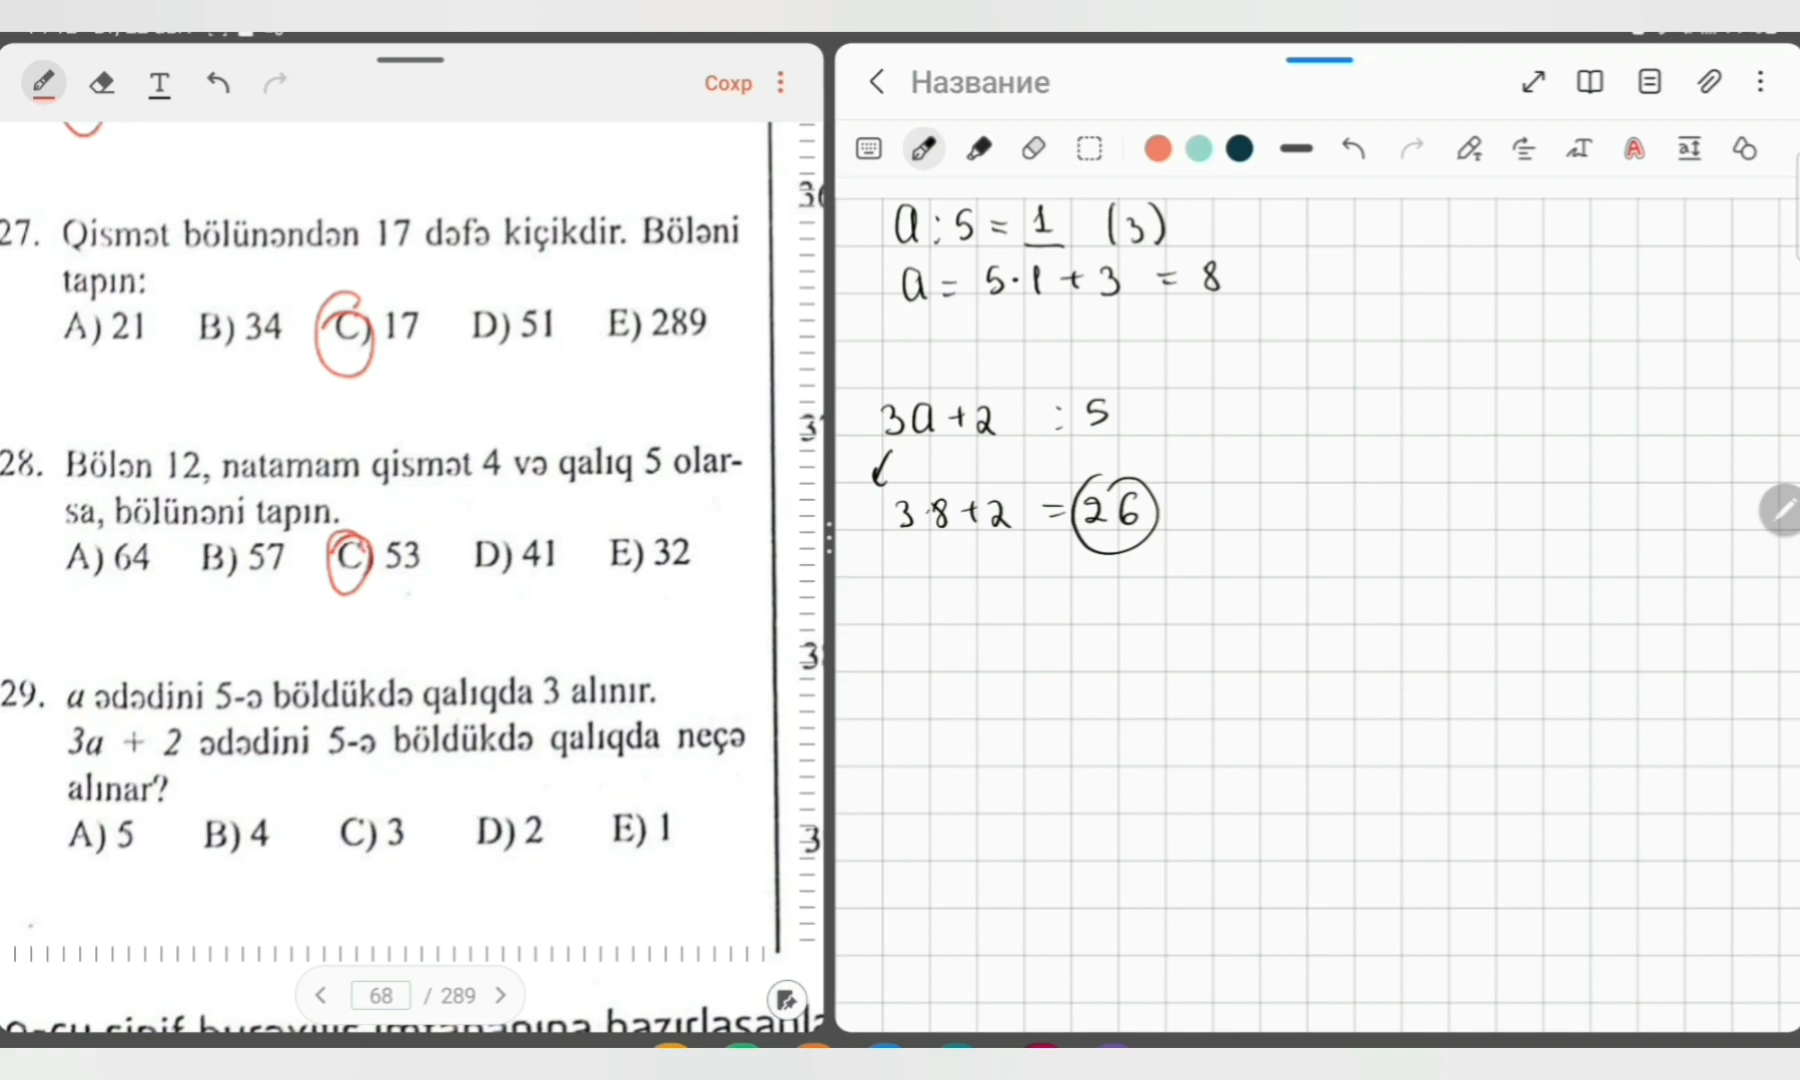 Сохр
27. Qismət bölünəndən 17 dəfə kiçikdir. Böləni
tapın:
A) 21 B) 34 C) 17 D) 51 E) 289
28. Bölən 12, natamam qismət 4 və qalıq 5 olar-
sa, bölünəni tapın.
A) 64 B) 57 C) 53 D) 41 E) 32
29. a ədədini 5-ə böldükdə qalıqda 3 alınır.
3a + 2 ədədini 5-ə böldükdə qalıqda neçə
alınar?
A) 5 B) 4 C) 3 D) 2 E) 1
68 / 289
Название
a : 5 = 1 (3)
a = 5·1 + 3 = 8
3a + 2 : 5
3·8 + 2 = 26